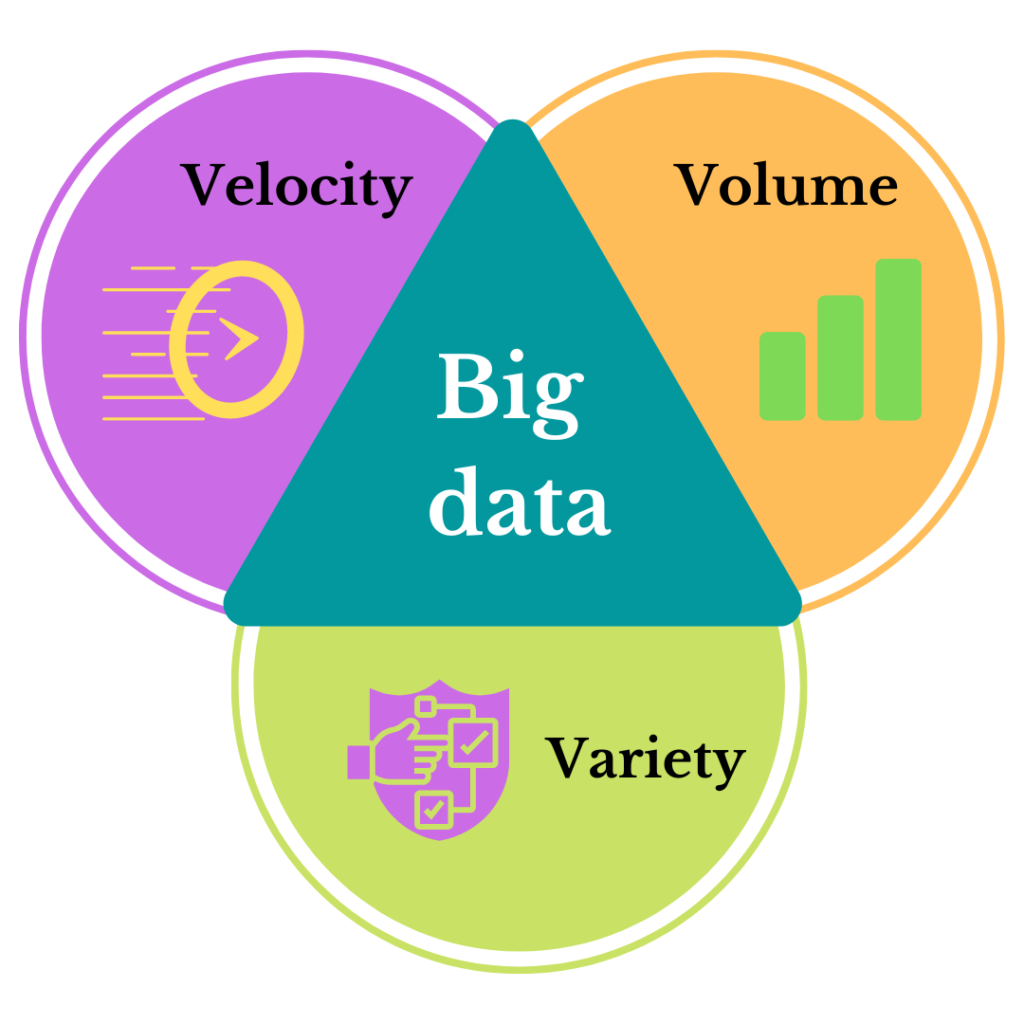 Velocity
Volume
Big
data
Variety